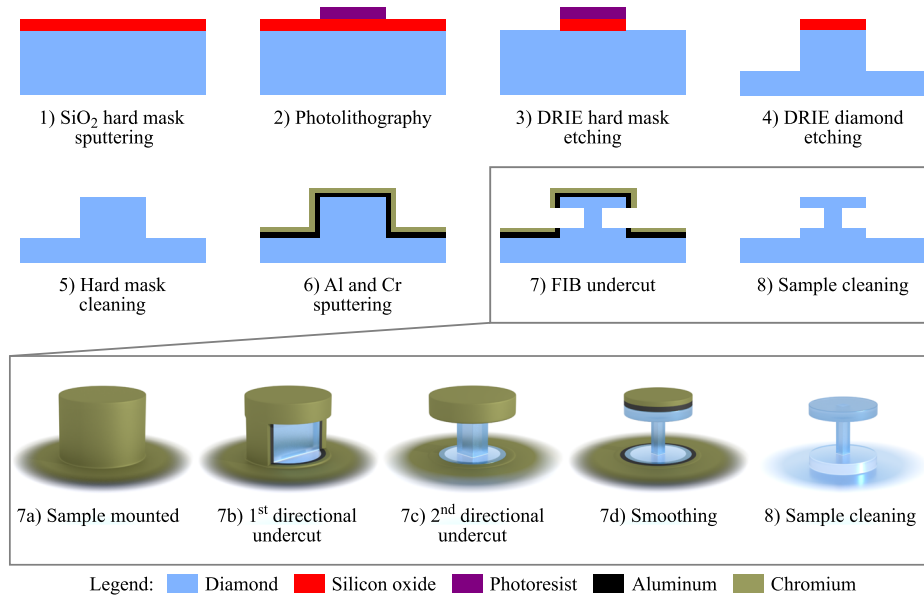 1) SiO₂ hard mask
sputtering
2) Photolithography
3) DRIE hard mask
etching
4) DRIE diamond
etching
5) Hard mask
cleaning
6) Al and Cr
sputtering
7) FIB undercut
8) Sample cleaning
7a) Sample mounted
7b) 1ˢᵗ directional
undercut
7c) 2ⁿᵈ directional
undercut
7d) Smoothing
8) Sample cleaning
Legend: Diamond Silicon oxide Photoresist Aluminum Chromium